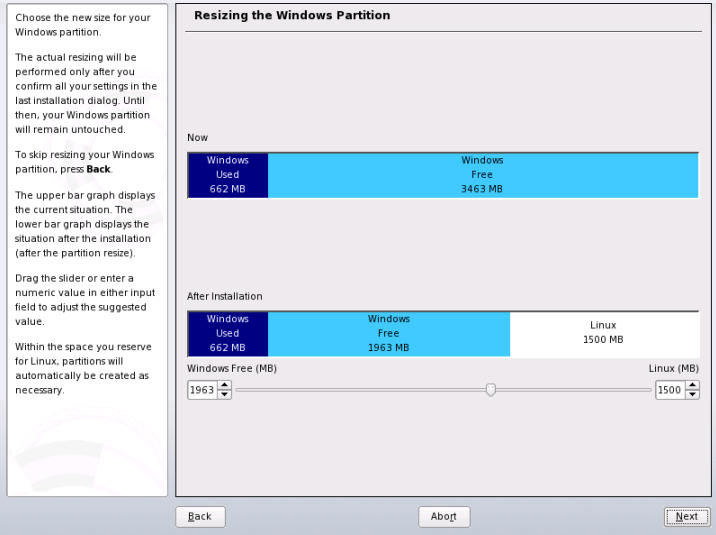 Choose the new size for your
Windows partition.
The actual resizing will be
performed only after you
confirm all your settings in the
last installation dialog. Until
then, your Windows partition
will remain untouched.
To skip resizing your Windows
partition, press Back.
The upper bar graph displays
the current situation. The
lower bar graph displays the
situation after the installation
(after the partition resize).
Drag the slider or enter a
numeric value in either input
field to adjust the suggested
value.
Within the space you reserve
for Linux, partitions will
automatically be created as
necessary.
Resizing the Windows Partition
Now
Windows
Used
662 MB
Windows
Free
3463 MB
After Installation
Windows
Used
662 MB
Windows
Free
1963 MB
Linux
1500 MB
Windows Free (MB)
Linux (MB)
1963
1500
Back
Abort
Next